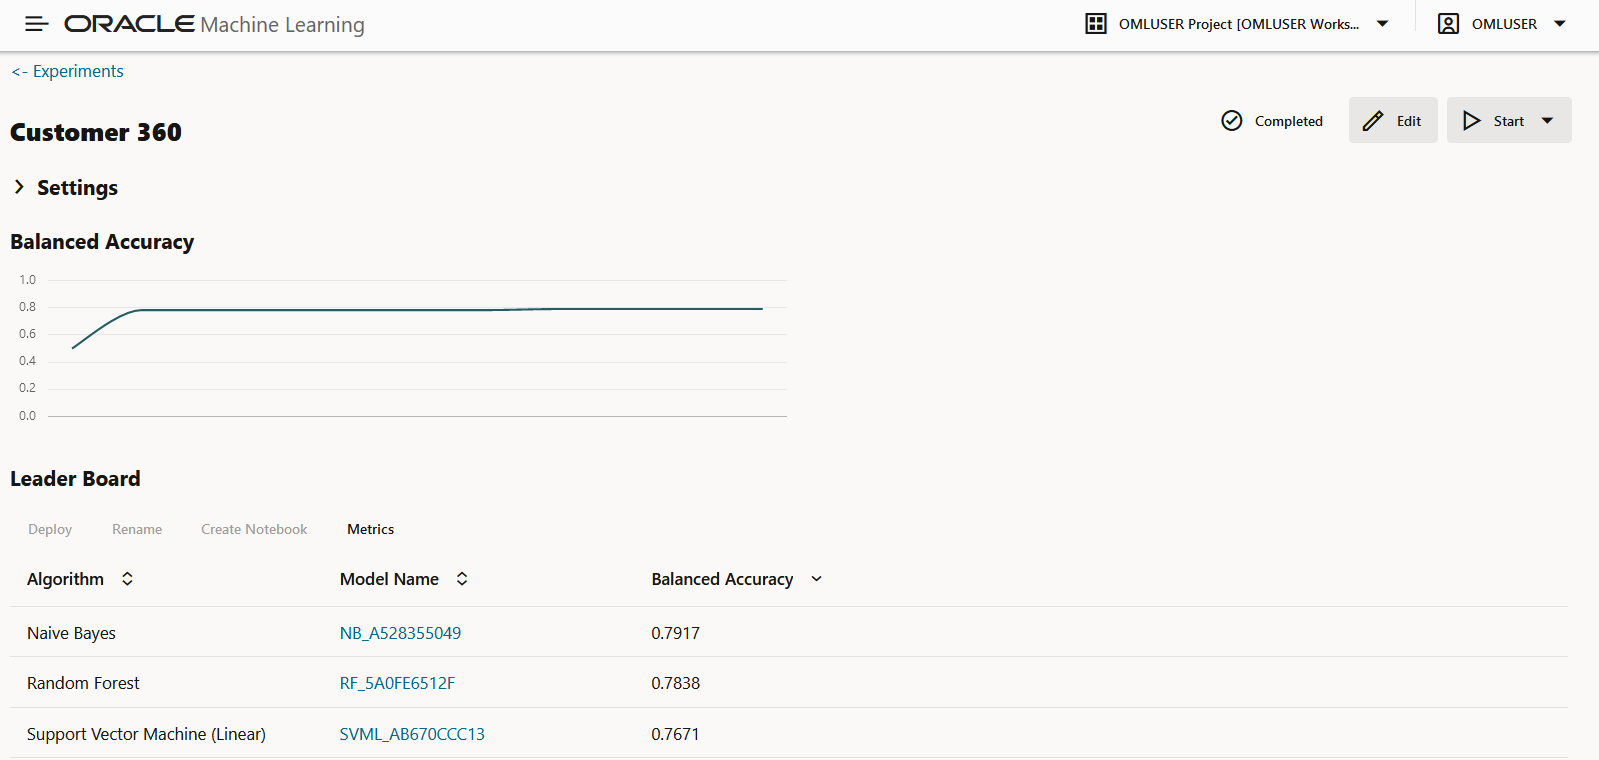 ORACLE Machine Learning
OMLUSER Project [OMLUSER Works...
OMLUSER
<- Experiments
Customer 360
Completed
Edit
Start
Settings
Balanced Accuracy
1.0
0.8
0.6
0.4
0.2
0.0
Leader Board
Deploy Rename Create Notebook Metrics
Algorithm Model Name Balanced Accuracy
Naive Bayes NB_A528355049 0.7917
Random Forest RF_5A0FE6512F 0.7838
Support Vector Machine (Linear) SVML_AB670CCC13 0.7671